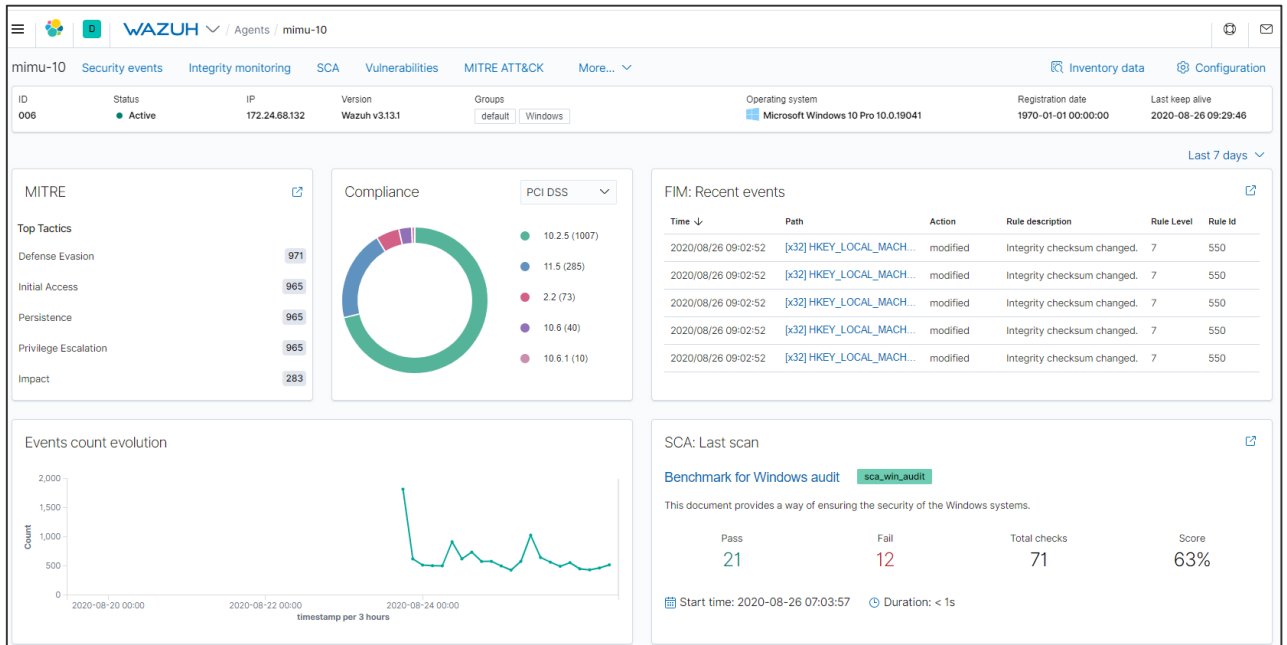 D WAZUH / Agents / mimu-10
mimu-10 Security events Integrity monitoring SCA Vulnerabilities MITRE ATT&CK More... Inventory data Configuration
ID Status IP Version Groups Operating system Registration date Last keep alive
006 Active 172.24.68.132 Wazuh v3.13.1 default Windows Microsoft Windows 10 Pro 10.0.19041 1970-01-01 00:00:00 2020-08-26 09:29:46
Last 7 days
MITRE
Top Tactics
Defense Evasion 971
Initial Access 965
Persistence 965
Privilege Escalation 965
Impact 283
Compliance PCI DSS
10.2.5 (1007)
11.5 (285)
2.2 (73)
10.6 (40)
10.6.1 (10)
FIM: Recent events
Time Path Action Rule description Rule Level Rule Id
2020/08/26 09:02:52 [x32] HKEY_LOCAL_MACH... modified Integrity checksum changed. 7 550
2020/08/26 09:02:52 [x32] HKEY_LOCAL_MACH... modified Integrity checksum changed. 7 550
2020/08/26 09:02:52 [x32] HKEY_LOCAL_MACH... modified Integrity checksum changed. 7 550
2020/08/26 09:02:52 [x32] HKEY_LOCAL_MACH... modified Integrity checksum changed. 7 550
2020/08/26 09:02:52 [x32] HKEY_LOCAL_MACH... modified Integrity checksum changed. 7 550
Events count evolution
Count
2,000
1,500
1,000
500
0
2020-08-20 00:00 2020-08-22 00:00 2020-08-24 00:00
timestamp per 3 hours
SCA: Last scan
Benchmark for Windows audit sca_win_audit
This document provides a way of ensuring the security of the Windows systems.
Pass Fail Total checks Score
21 12 71 63%
Start time: 2020-08-26 07:03:57 Duration: < 1s